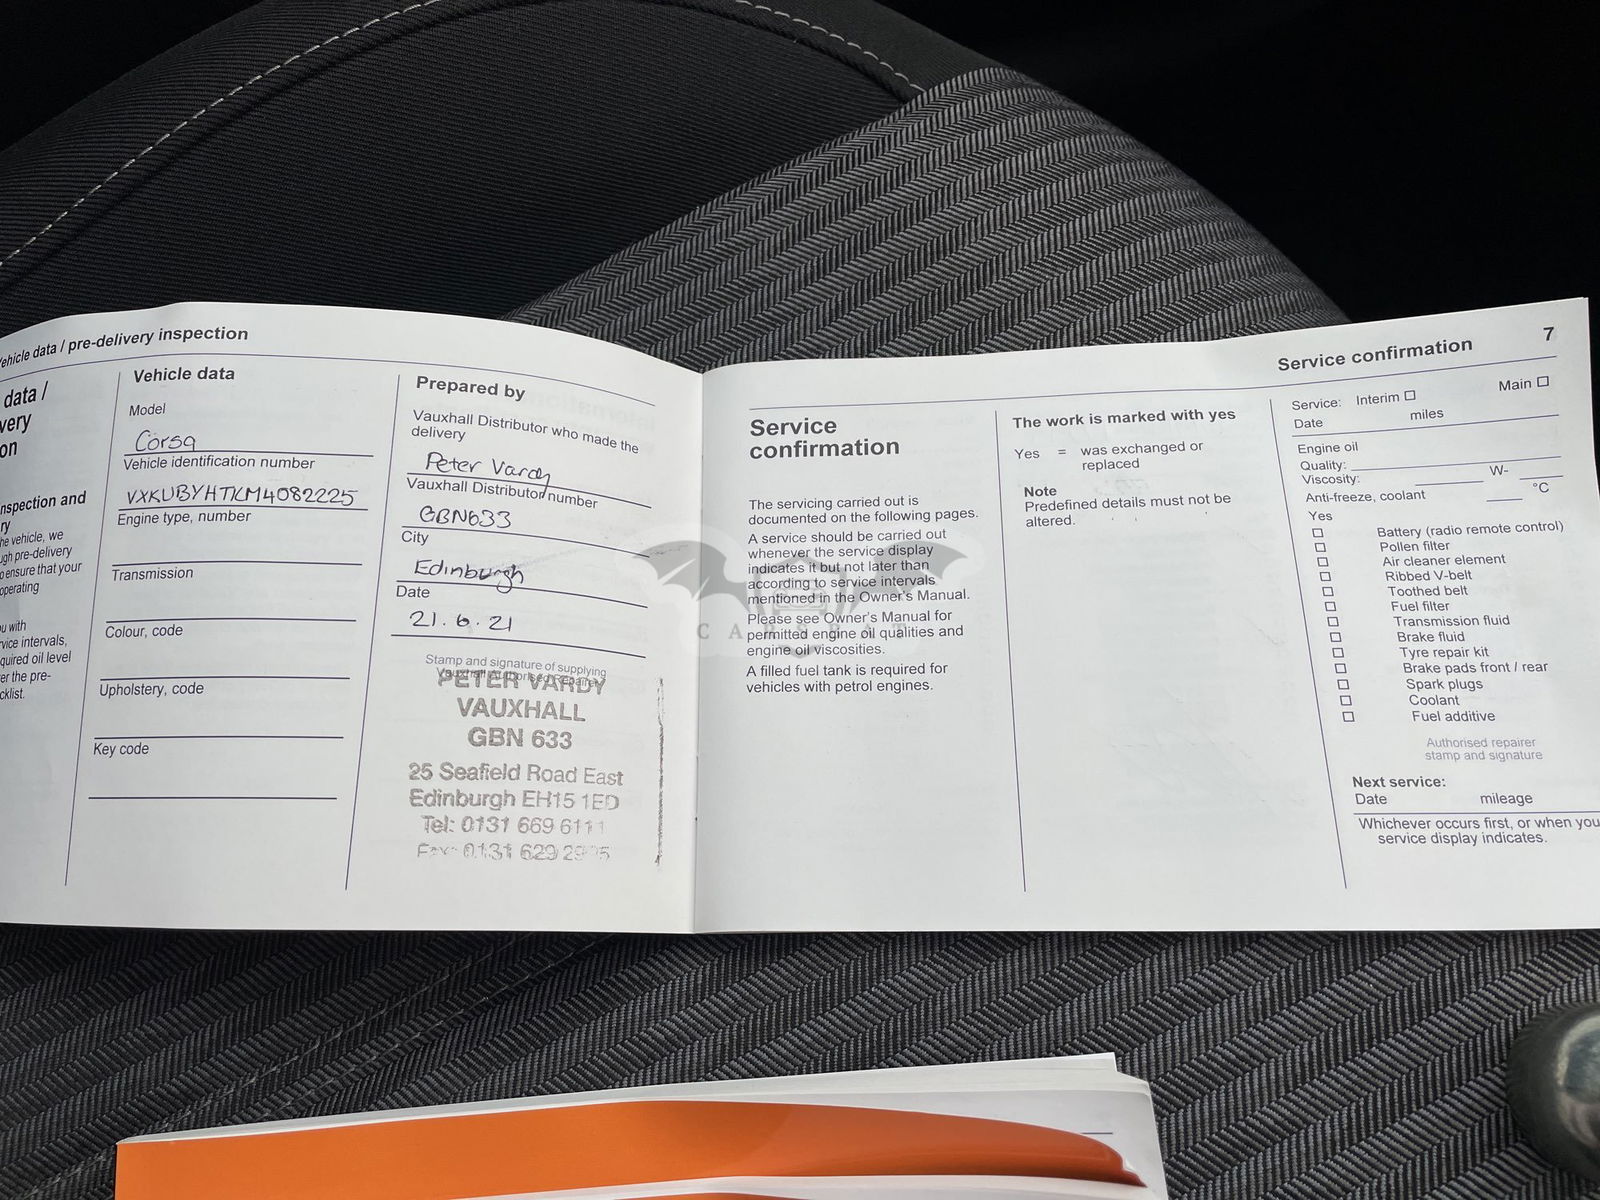 Vehicle data / pre-delivery inspection
data /
very
on
nspection and
ry
he vehicle, we
ugh pre-delivery
o ensure that your
operating
ou with
vice intervals,
quired oil level
er the pre-
cklist.
Vehicle data
Model
Corsa
Vehicle identification number
VXKUBYHTKM4082225
Engine type, number
Transmission
Colour, code
Upholstery, code
Key code
Prepared by
Vauxhall Distributor who made the
delivery
Peter Vardy
Vauxhall Distributor number
GBN633
City
Edinburgh
Date
21.6.21
Stamp and signature of supplying
Vauxhall Authorised Repairer
PETER VARDY
VAUXHALL
GBN 633
25 Seafield Road East
Edinburgh EH15 1ED
Tel: 0131 669 6111
Fax: 0131 629
Service confirmation 7
Service
confirmation
The servicing carried out is
documented on the following pages.
A service should be carried out
whenever the service display
indicates it but not later than
according to service intervals
mentioned in the Owner's Manual.
Please see Owner's Manual for
permitted engine oil qualities and
engine oil viscosities.
A filled fuel tank is required for
vehicles with petrol engines.
The work is marked with yes
Yes = was exchanged or
replaced
Note
Predefined details must not be
altered.
Service: Interim Main
Date miles
Engine oil
Quality:
Viscosity: W-
Anti-freeze, coolant °C
Yes
Battery (radio remote control)
Pollen filter
Air cleaner element
Ribbed V-belt
Toothed belt
Fuel filter
Transmission fluid
Brake fluid
Tyre repair kit
Brake pads front / rear
Spark plugs
Coolant
Fuel additive
Authorised repairer
stamp and signature
Next service:
Date mileage
Whichever occurs first, or when you
service display indicates.
CARSBAT